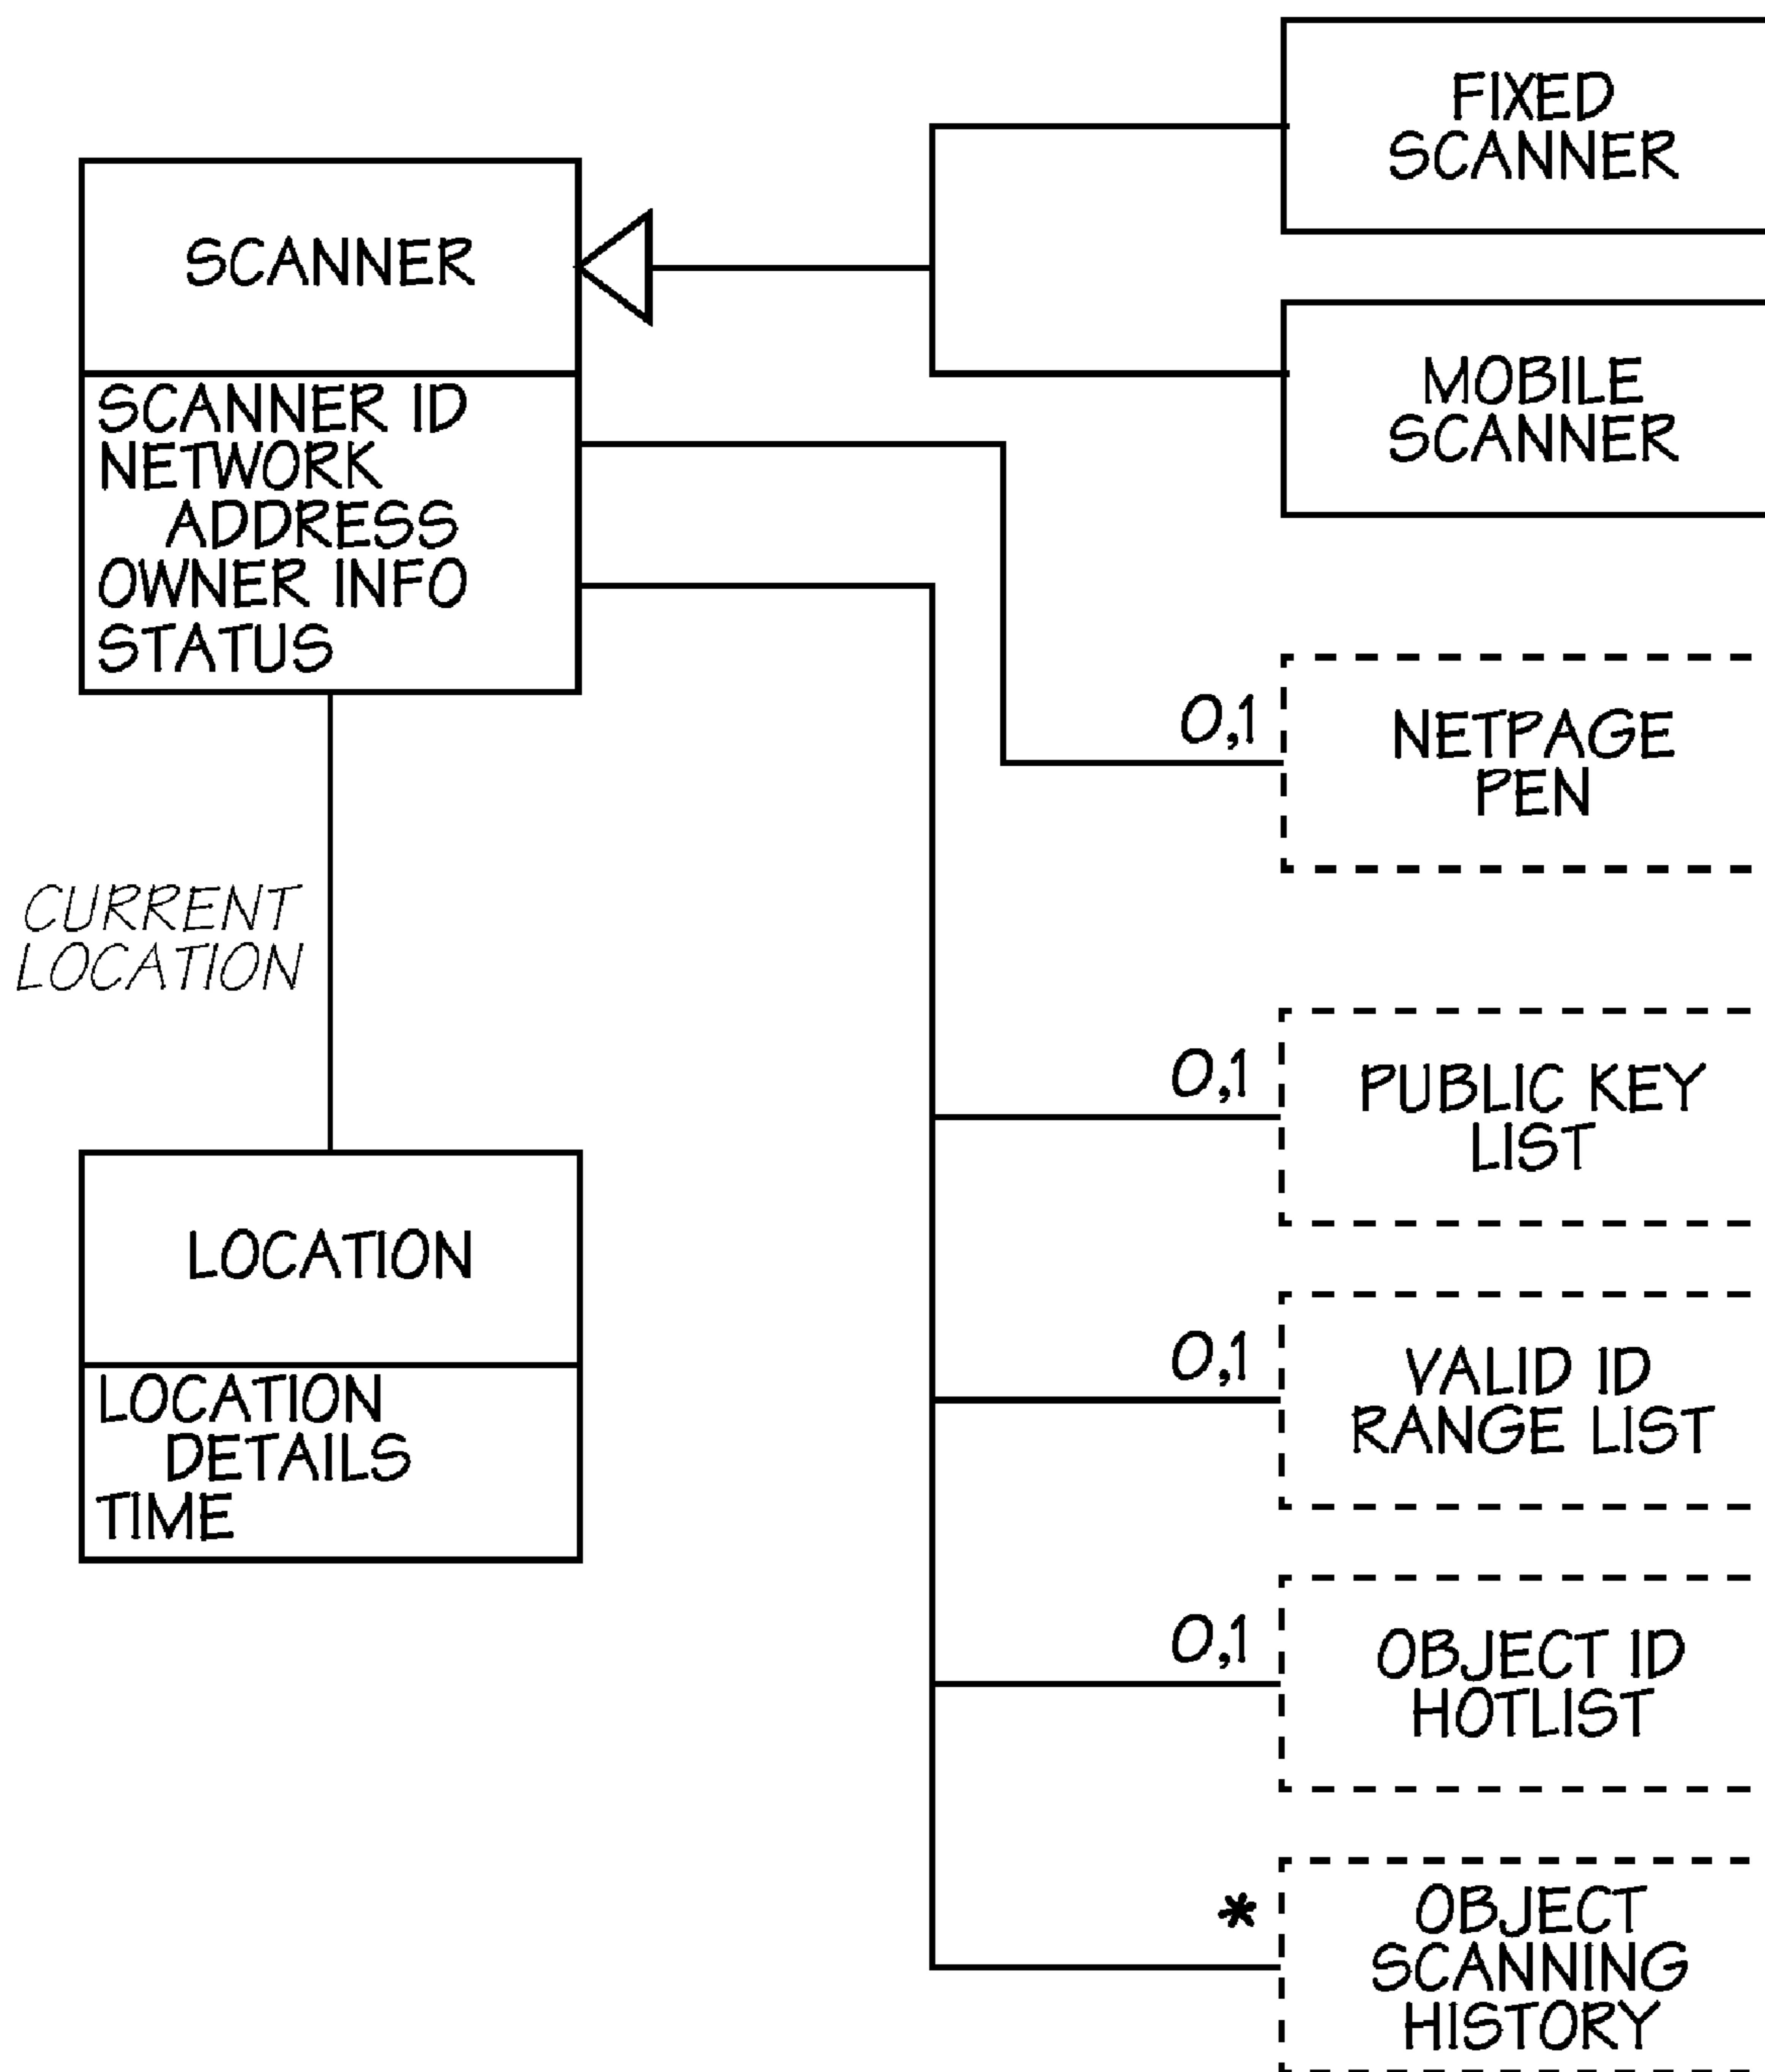 FIXED
SCANNER
SCANNER
SCANNER ID
NETWORK
ADDRESS
OWNER INFO
STATUS
MOBILE
SCANNER
0,1
NETPAGE
PEN
CURRENT
LOCATION
0,1
PUBLIC KEY
LIST
LOCATION
LOCATION
DETAILS
TIME
0,1
VALID ID
RANGE LIST
0,1
OBJECT ID
HOTLIST
*
OBJECT
SCANNING
HISTORY